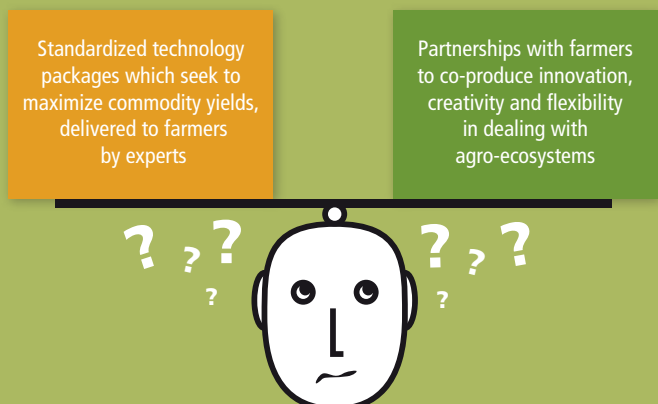 Standardized technology
packages which seek to
maximize commodity yields,
delivered to farmers
by experts
Partnerships with farmers
to co-produce innovation,
creativity and flexibility
in dealing with
agro-ecosystems
? ? ? ?
? ? ? ?